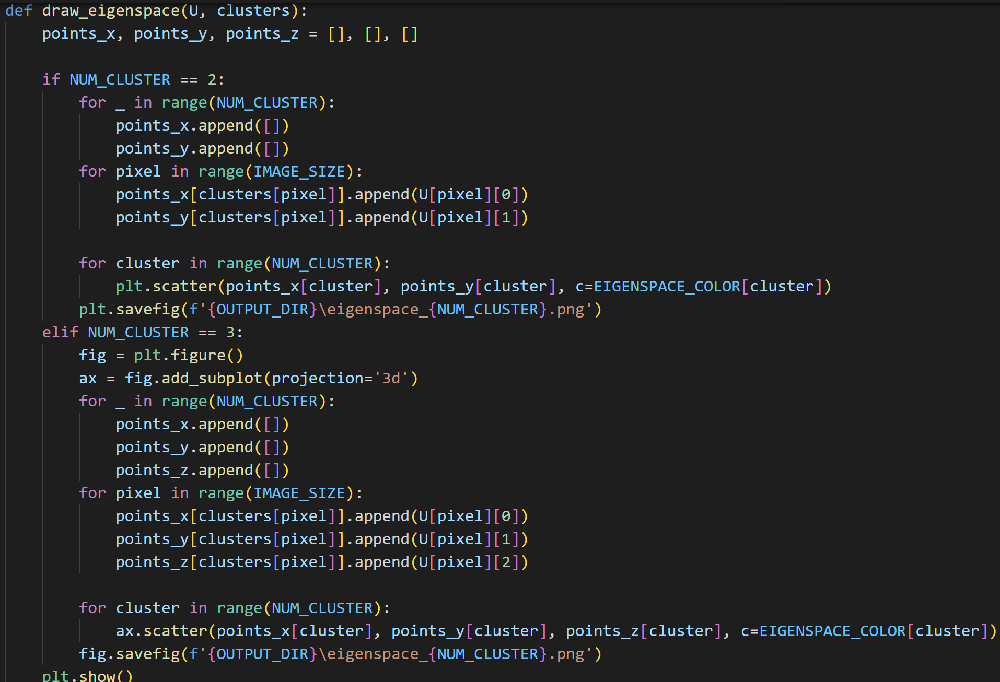 def draw_eigenspace(U, clusters):
    points_x, points_y, points_z = [], [], []

    if NUM_CLUSTER == 2:
        for _ in range(NUM_CLUSTER):
            points_x.append([])
            points_y.append([])
        for pixel in range(IMAGE_SIZE):
            points_x[clusters[pixel]].append(U[pixel][0])
            points_y[clusters[pixel]].append(U[pixel][1])

        for cluster in range(NUM_CLUSTER):
            plt.scatter(points_x[cluster], points_y[cluster], c=EIGENSPACE_COLOR[cluster])
        plt.savefig(f'{OUTPUT_DIR}\eigenspace_{NUM_CLUSTER}.png')
    elif NUM_CLUSTER == 3:
        fig = plt.figure()
        ax = fig.add_subplot(projection='3d')
        for _ in range(NUM_CLUSTER):
            points_x.append([])
            points_y.append([])
            points_z.append([])
        for pixel in range(IMAGE_SIZE):
            points_x[clusters[pixel]].append(U[pixel][0])
            points_y[clusters[pixel]].append(U[pixel][1])
            points_z[clusters[pixel]].append(U[pixel][2])

        for cluster in range(NUM_CLUSTER):
            ax.scatter(points_x[cluster], points_y[cluster], points_z[cluster], c=EIGENSPACE_COLOR[cluster])
        fig.savefig(f'{OUTPUT_DIR}\eigenspace_{NUM_CLUSTER}.png')
    plt.show()